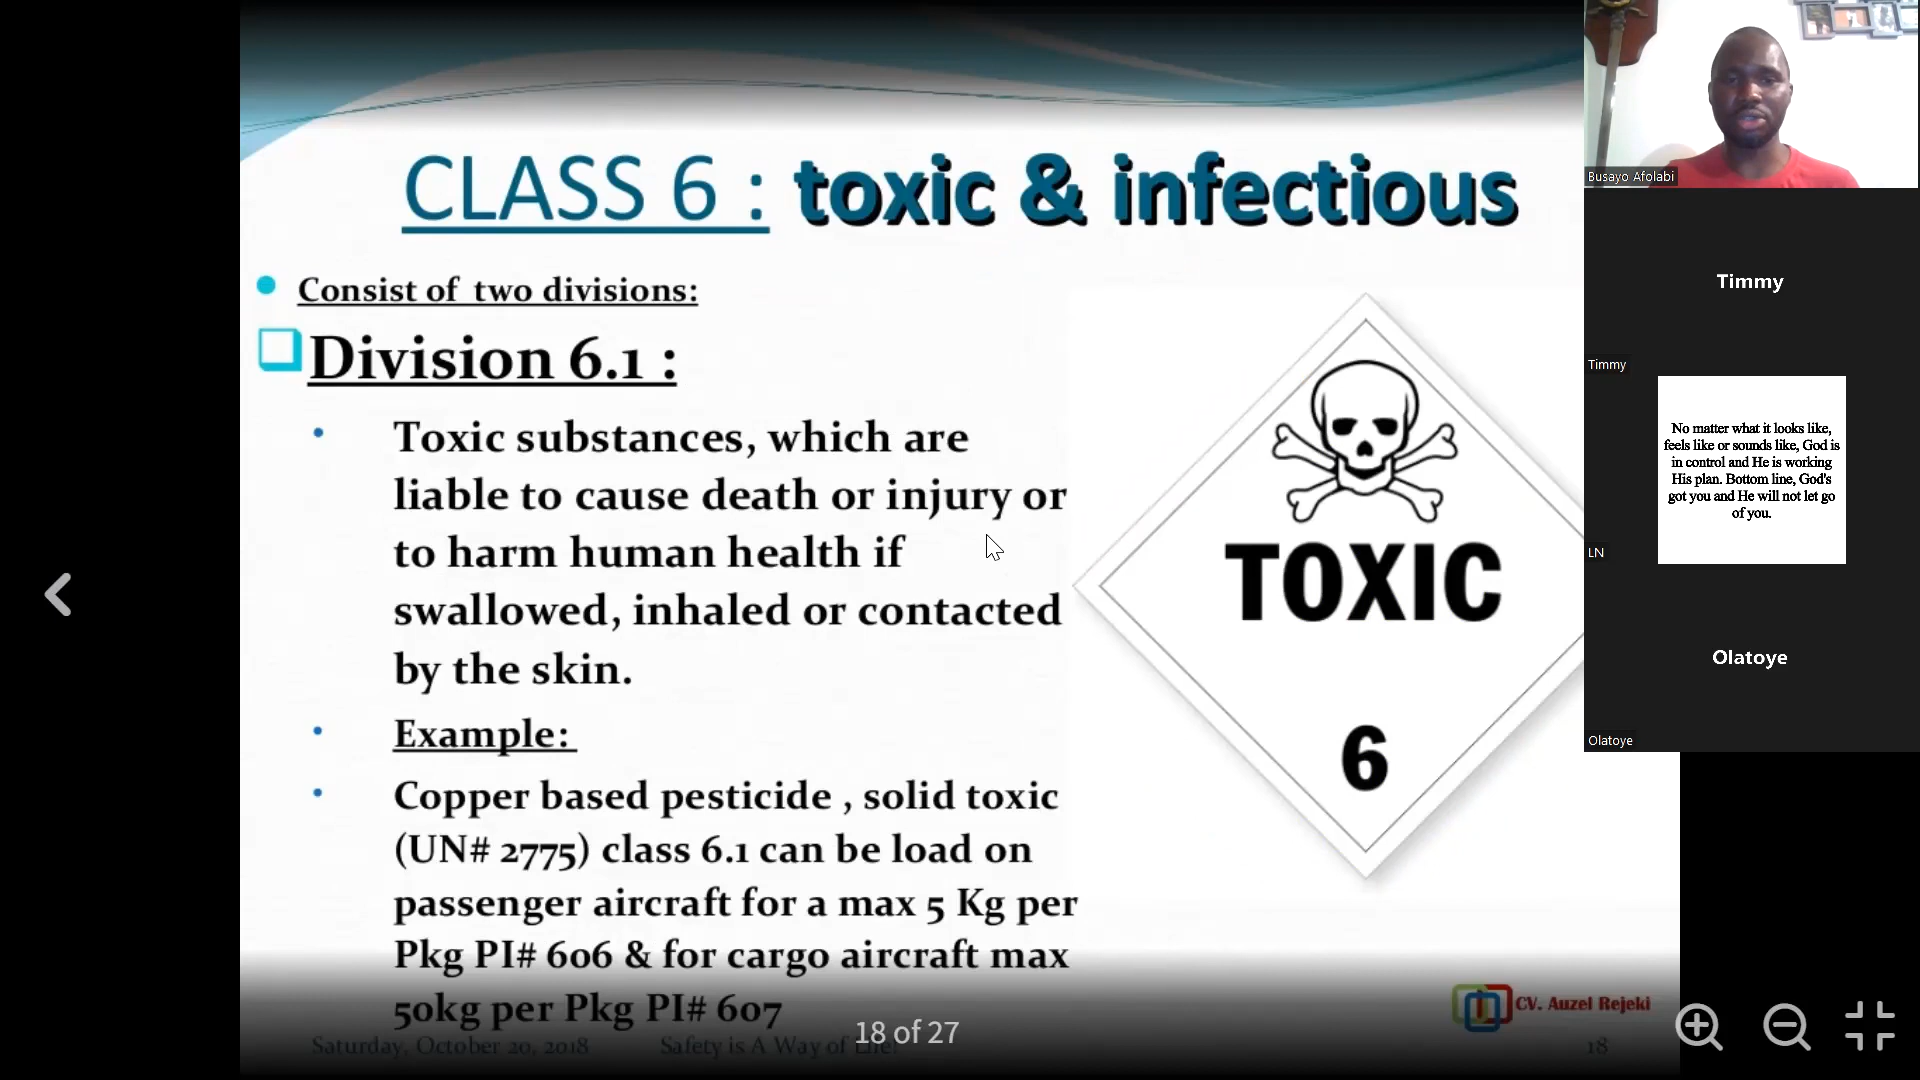 CLASS 6 : toxic & infectious
Consist of two divisions:
Division 6.1 :
Toxic substances, which are
liable to cause death or injury or
to harm human health if
swallowed, inhaled or contacted
by the skin.
Example:
Copper based pesticide , solid toxic
(UN# 2775) class 6.1 can be load on
passenger aircraft for a max 5 Kg per
Pkg PI# 606 & for cargo aircraft max
50kg per Pkg PI# 607
TOXIC
6
CV. Auzel Rejeki
Saturday, October 20, 2018
Safety is A Way of Life!
18 of 27
18
Busayo Afolabi
Timmy
Timmy
No matter what it looks like,
feels like or sounds like, God is
in control and He is working
His plan. Bottom line, God's
got you and He will not let go
of you.
LN
Olatoye
Olatoye